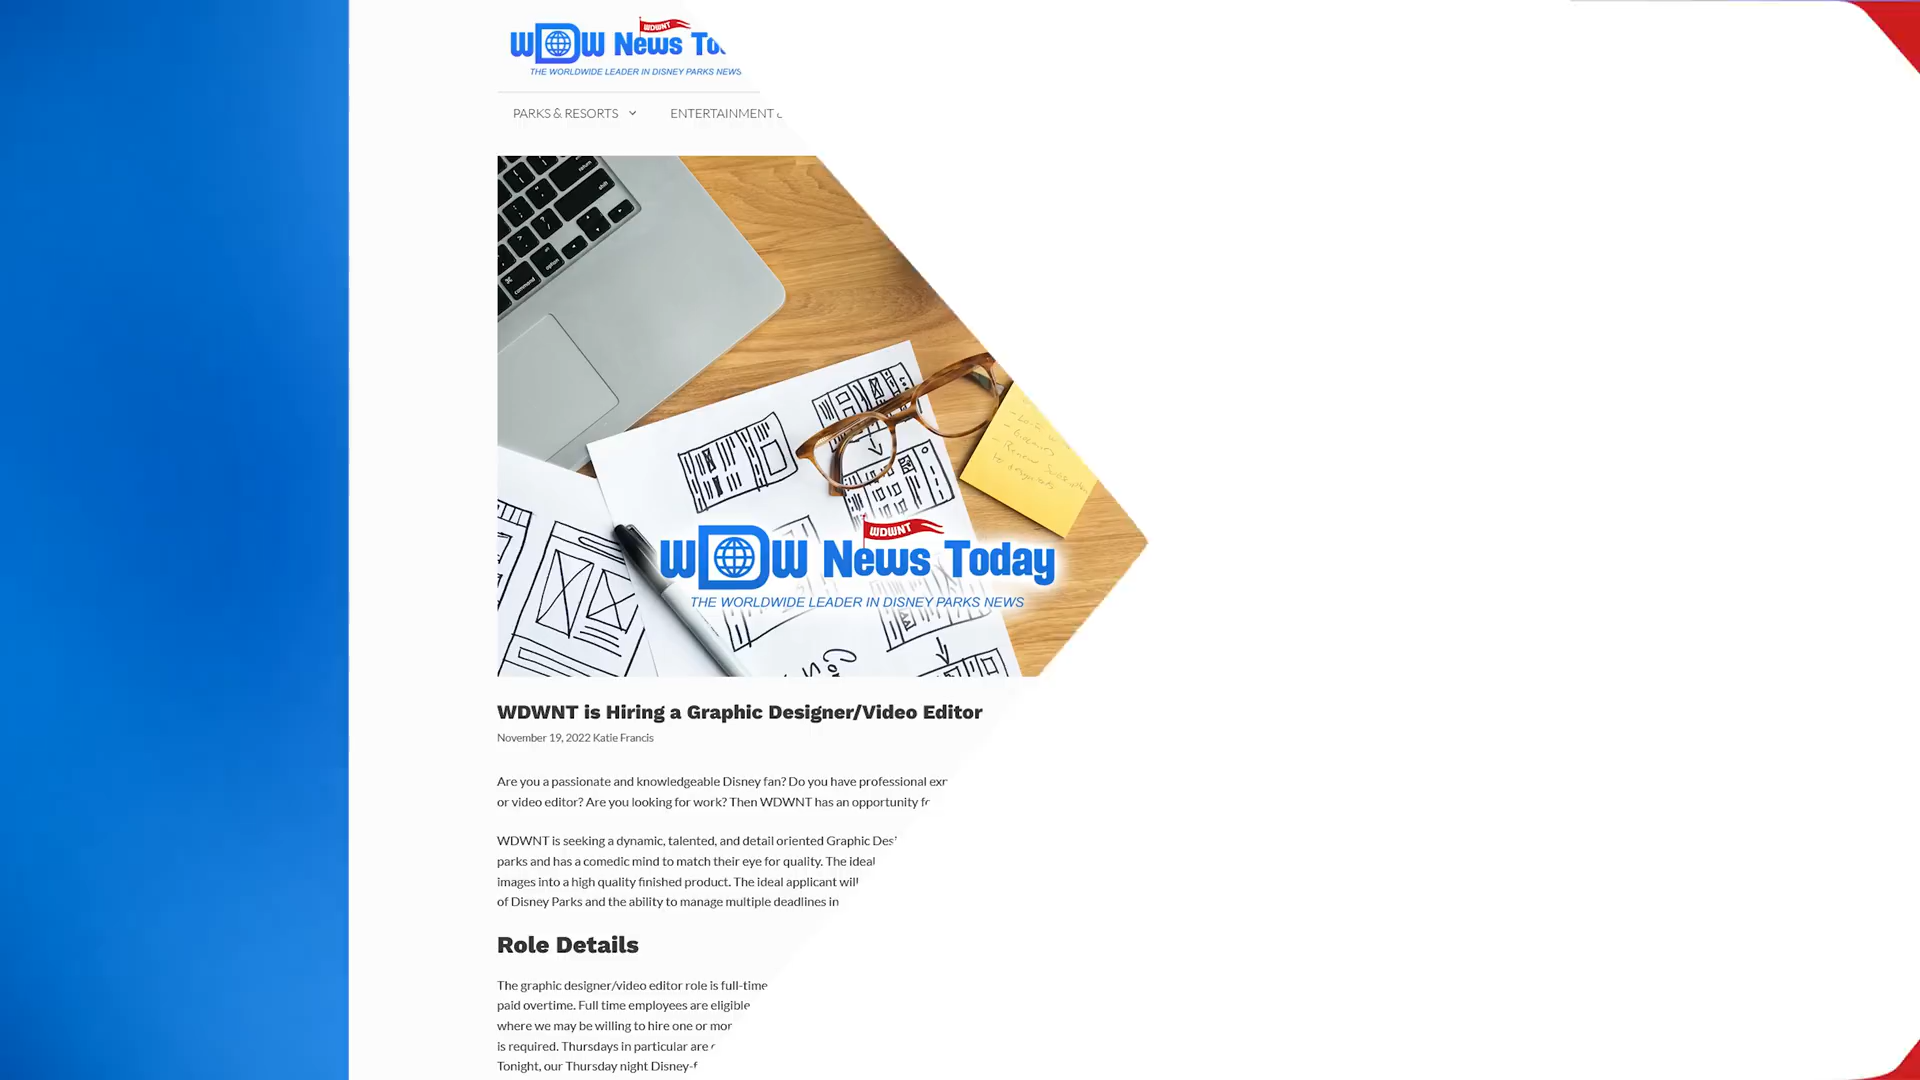 WDWNT
WDW News To
THE WORLDWIDE LEADER IN DISNEY PARKS NEWS
PARKS & RESORTS ENTERTAINMENT
WDWNT
WDW News Today
THE WORLDWIDE LEADER IN DISNEY PARKS NEWS
WDWNT is Hiring a Graphic Designer/Video Editor
November 19, 2022 Katie Francis
Are you a passionate and knowledgeable Disney fan? Do you have professional
or video editor? Are you looking for work? Then WDWNT has an opportunity
WDWNT is seeking a dynamic, talented, and detail oriented Graphic Des
parks and has a comedic mind to match their eye for quality. The ideal
images into a high quality finished product. The ideal applicant will
of Disney Parks and the ability to manage multiple deadlines in
Role Details
The graphic designer/video editor role is full-time
paid overtime. Full time employees are eligible
where we may be willing to hire one or mor
is required. Thursdays in particular are
Tonight, our Thursday night Disney-f